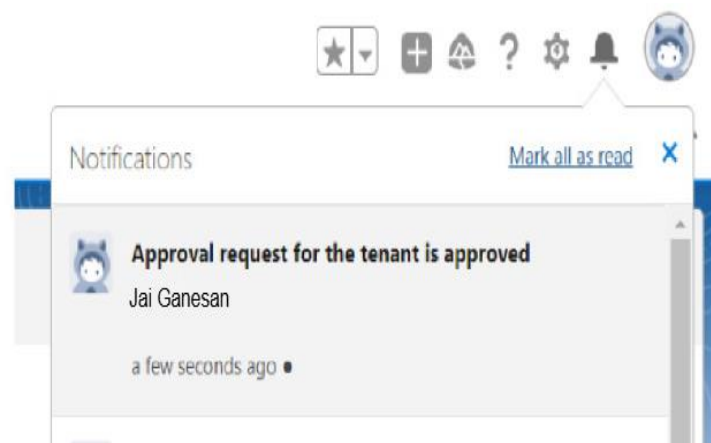 Notifications
Mark all as read
Approval request for the tenant is approved
Jai Ganesan
a few seconds ago